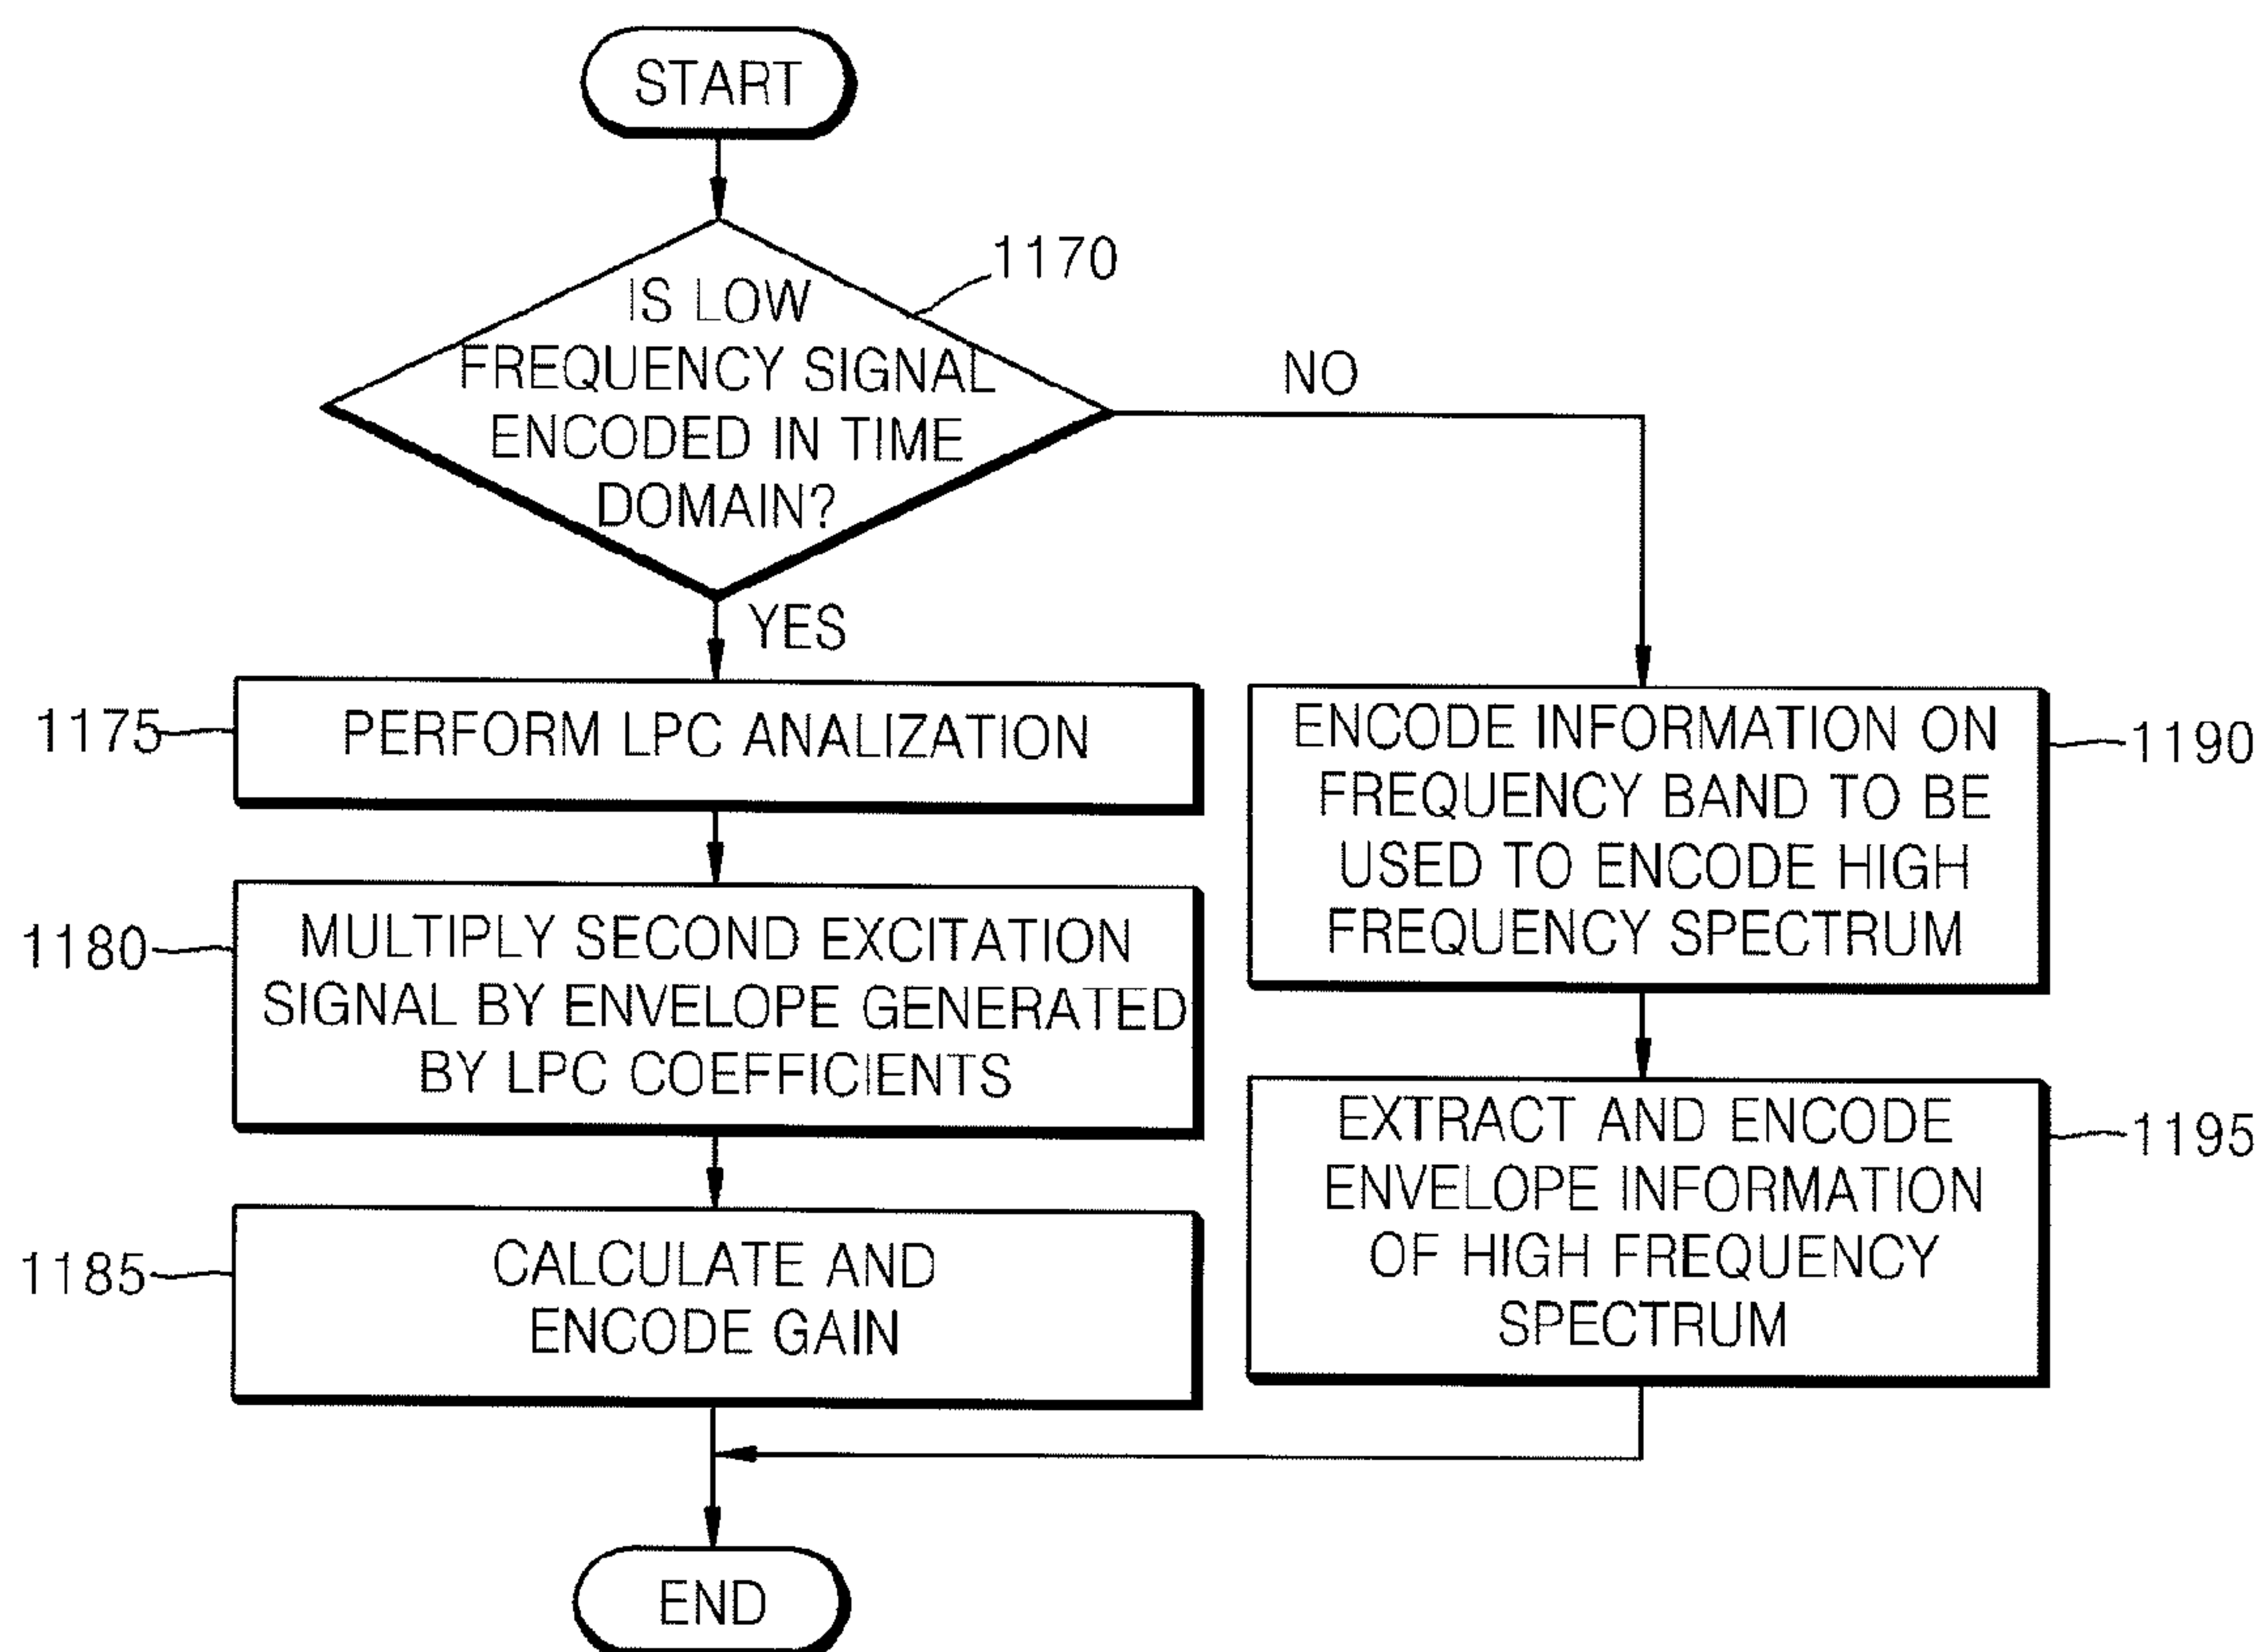 START
1170
IS LOW
FREQUENCY SIGNAL
ENCODED IN TIME
DOMAIN?
NO
YES
1175
PERFORM LPC ANALIZATION
1180
MULTIPLY SECOND EXCITATION
SIGNAL BY ENVELOPE GENERATED
BY LPC COEFFICIENTS
1185
CALCULATE AND
ENCODE GAIN
ENCODE INFORMATION ON
FREQUENCY BAND TO BE
USED TO ENCODE HIGH
FREQUENCY SPECTRUM
1190
EXTRACT AND ENCODE
ENVELOPE INFORMATION
OF HIGH FREQUENCY
SPECTRUM
1195
END